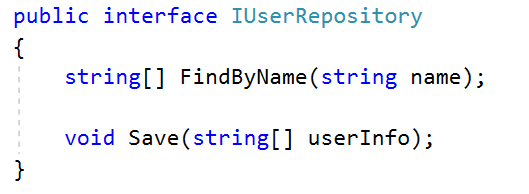 public interface IUserRepository
{
string[] FindByName(string name);
void Save(string[] userInfo);
}